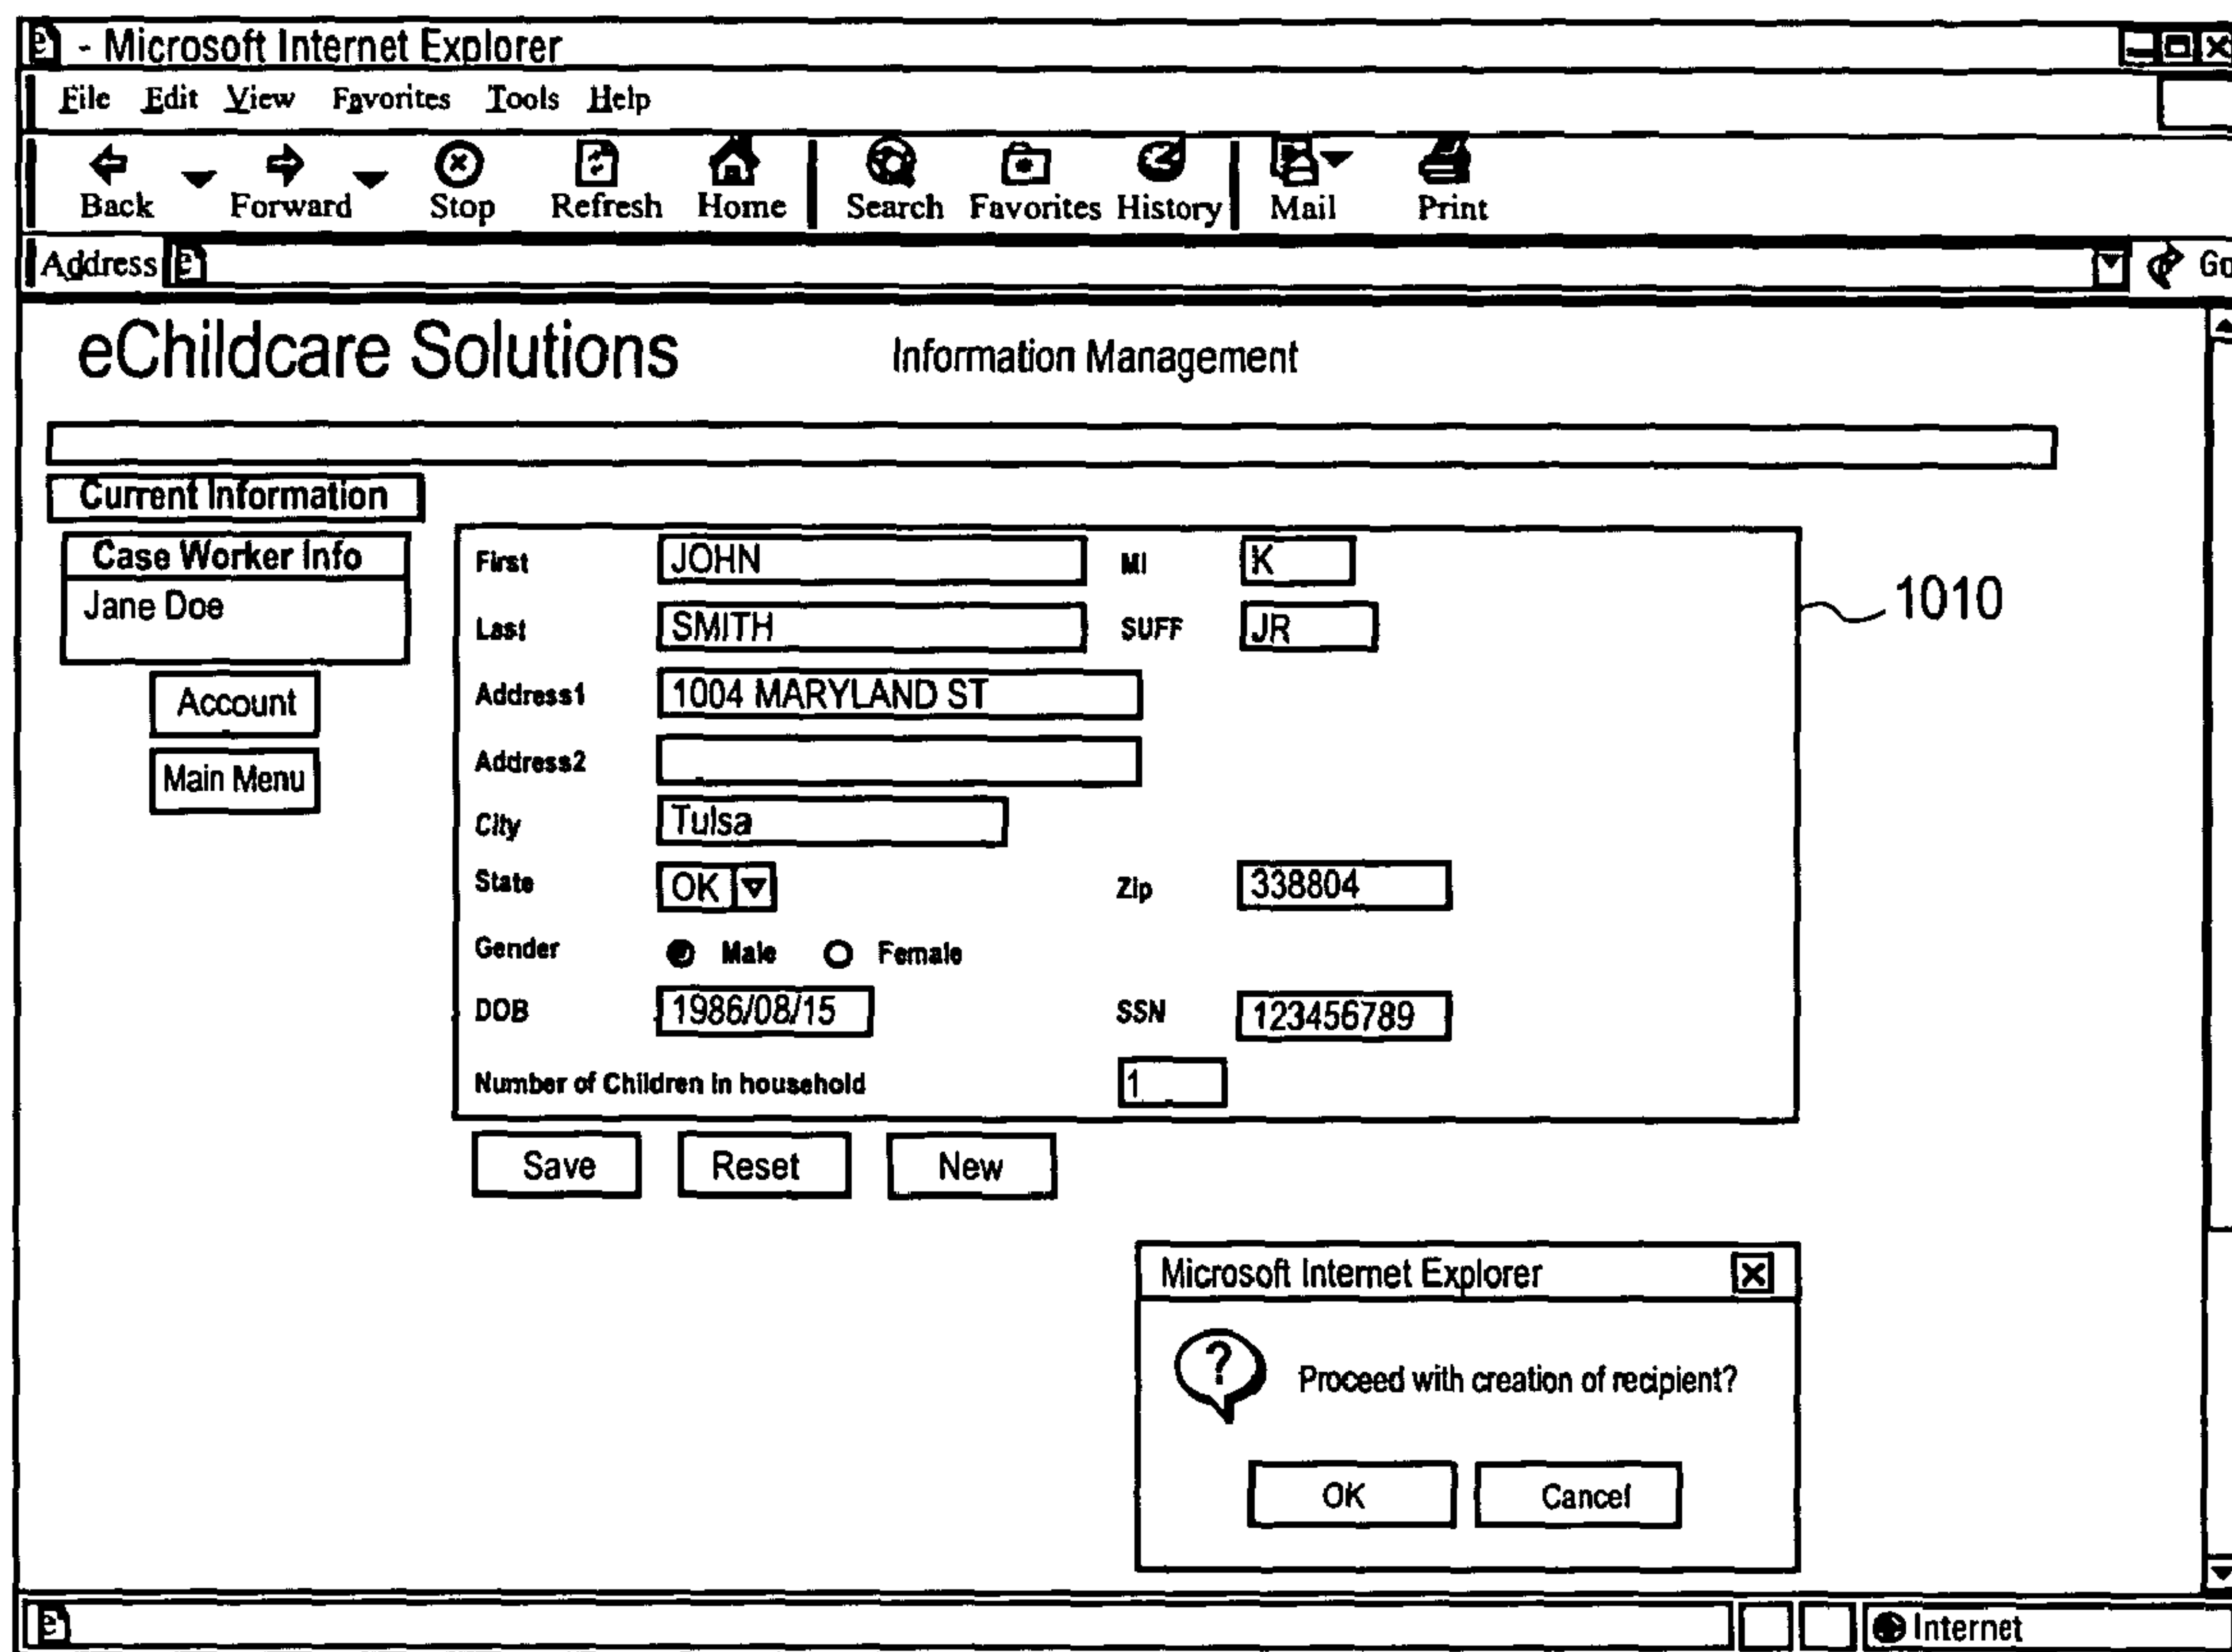 - Microsoft Internet Explorer
File Edit View Favorites Tools Help
Back Forward Stop Refresh Home Search Favorites History Mail Print
Address Go
eChildcare Solutions Information Management
Current Information
Case Worker Info
Jane Doe
Account
Main Menu
First JOHN MI K
Last SMITH SUFF JR
Address1 1004 MARYLAND ST
Address2
City Tulsa
State OK Zip 338804
Gender Male Female
DOB 1986/08/15 SSN 123456789
Number of Children in household 1
1010
Save Reset New
Microsoft Internet Explorer
? Proceed with creation of recipient?
OK Cancel
Internet